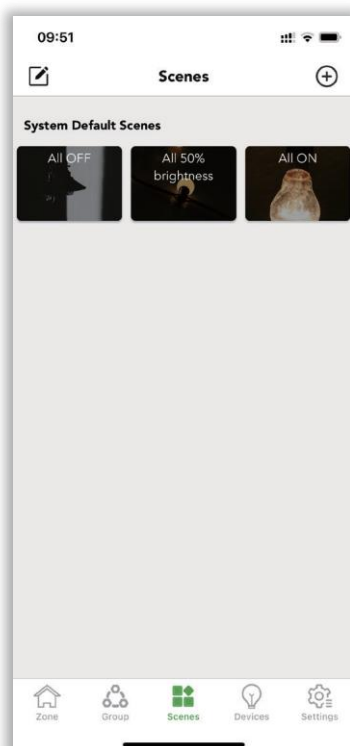 09:51
Scenes
System Default Scenes
All OFF
All 50%
brightness
All ON
Zone
Group
Scenes
Devices
Settings